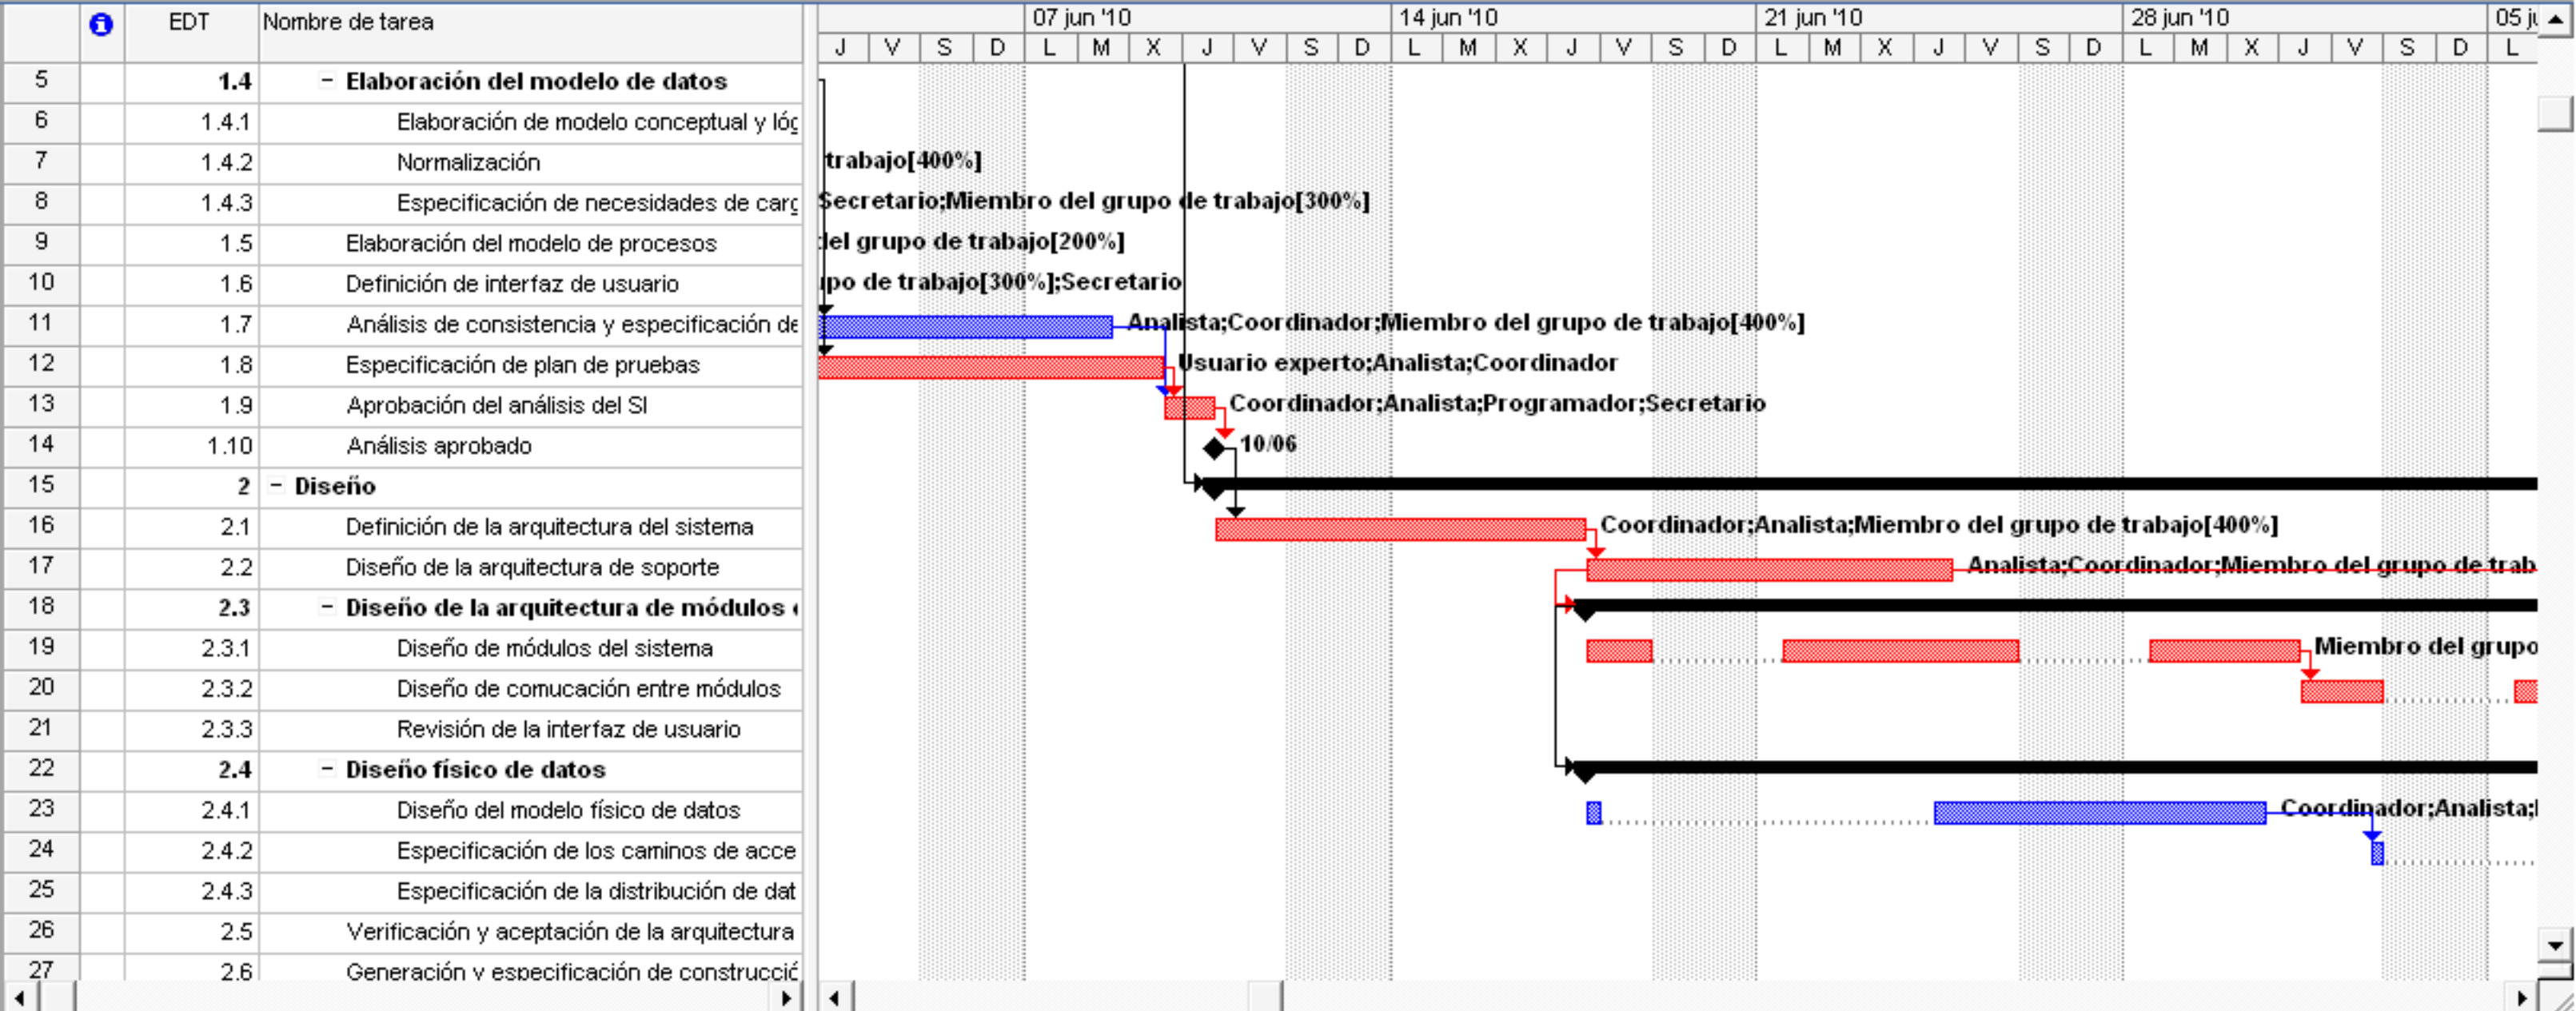 EDT Nombre de tarea 07 jun '10 14 jun '10 21 jun '10 28 jun '10
J V S D L M X J V S D L M X J V S D L M X J V S D L M X J V S D L
5 1.4 Elaboración del modelo de datos
6 1.4.1 Elaboración de modelo conceptual y
7 1.4.2 Normalización trabajo[400%]
8 1.4.3 Especificación de necesidades de Secretario;Miembro del grupo de trabajo[300%]
9 1.5 Elaboración del modelo de procesos del grupo de trabajo[200%]
10 1.6 Definición de interfaz de usuario de trabajo[300%];Secretario
11 1.7 Análisis de consistencia y especificación de Analista;Coordinador;Miembro del grupo de trabajo[400%]
12 1.8 Especificación de plan de pruebas Usuario experto;Analista;Coordinador
13 1.9 Aprobación del análisis del SI Coordinador;Analista;Programador;Secretario
14 1.10 Análisis aprobado 10/06
15 2 Diseño
16 2.1 Definición de la arquitectura del sistema Coordinador;Analista;Miembro del grupo de trabajo[400%]
17 2.2 Diseño de la arquitectura de soporte Analista;Coordinador;Miembro del grupo de trab
18 2.3 Diseño de la arquitectura de módulos
19 2.3.1 Diseño de módulos del sistema Miembro del grupo
20 2.3.2 Diseño de comucación entre módulos
21 2.3.3 Revisión de la interfaz de usuario
22 2.4 Diseño físico de datos
23 2.4.1 Diseño del modelo físico de datos Coordinador;Analista;
24 2.4.2 Especificación de los caminos de acce
25 2.4.3 Especificación de la distribución de dat
26 2.5 Verificación y aceptación de la arquitectura
27 2.6 Generación y especificación de construcció